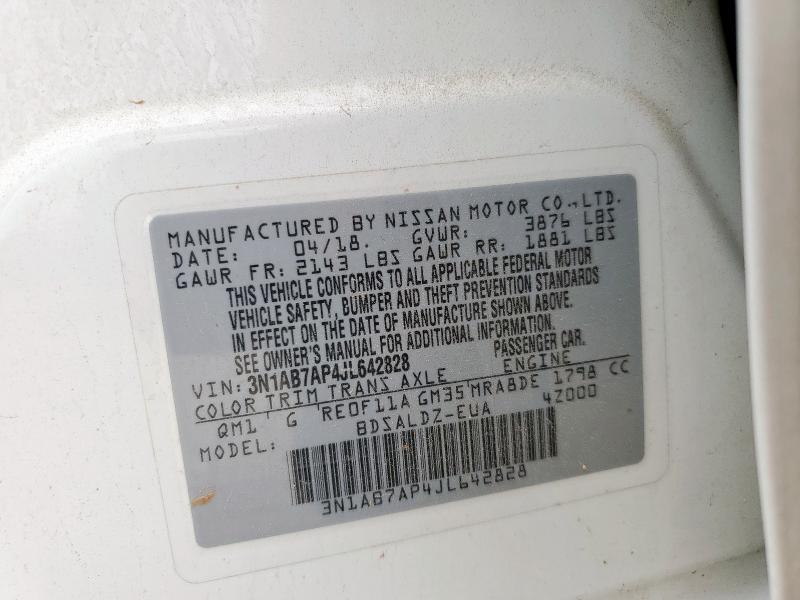 MANUFACTURED BY NISSAN MOTOR CO.,LTD.
DATE: 04/18. GVWR: 3876 LBS
GAWR FR: 2143 LBS GAWR RR: 1881 LBS
THIS VEHICLE CONFORMS TO ALL APPLICABLE FEDERAL MOTOR
VEHICLE SAFETY, BUMPER AND THEFT PREVENTION STANDARDS
IN EFFECT ON THE DATE OF MANUFACTURE SHOWN ABOVE.
SEE OWNER'S MANUAL FOR ADDITIONAL INFORMATION.
VIN: 3N1AB7AP4JL642828 PASSENGER CAR.
COLOR TRIM TRANS AXLE ENGINE
QM1 ' G 'RE0F11A GM35'MRA8DE 1798 CC
MODEL: BDSALDZ-EUA 4Z000
3N1AB7AP4JL642828